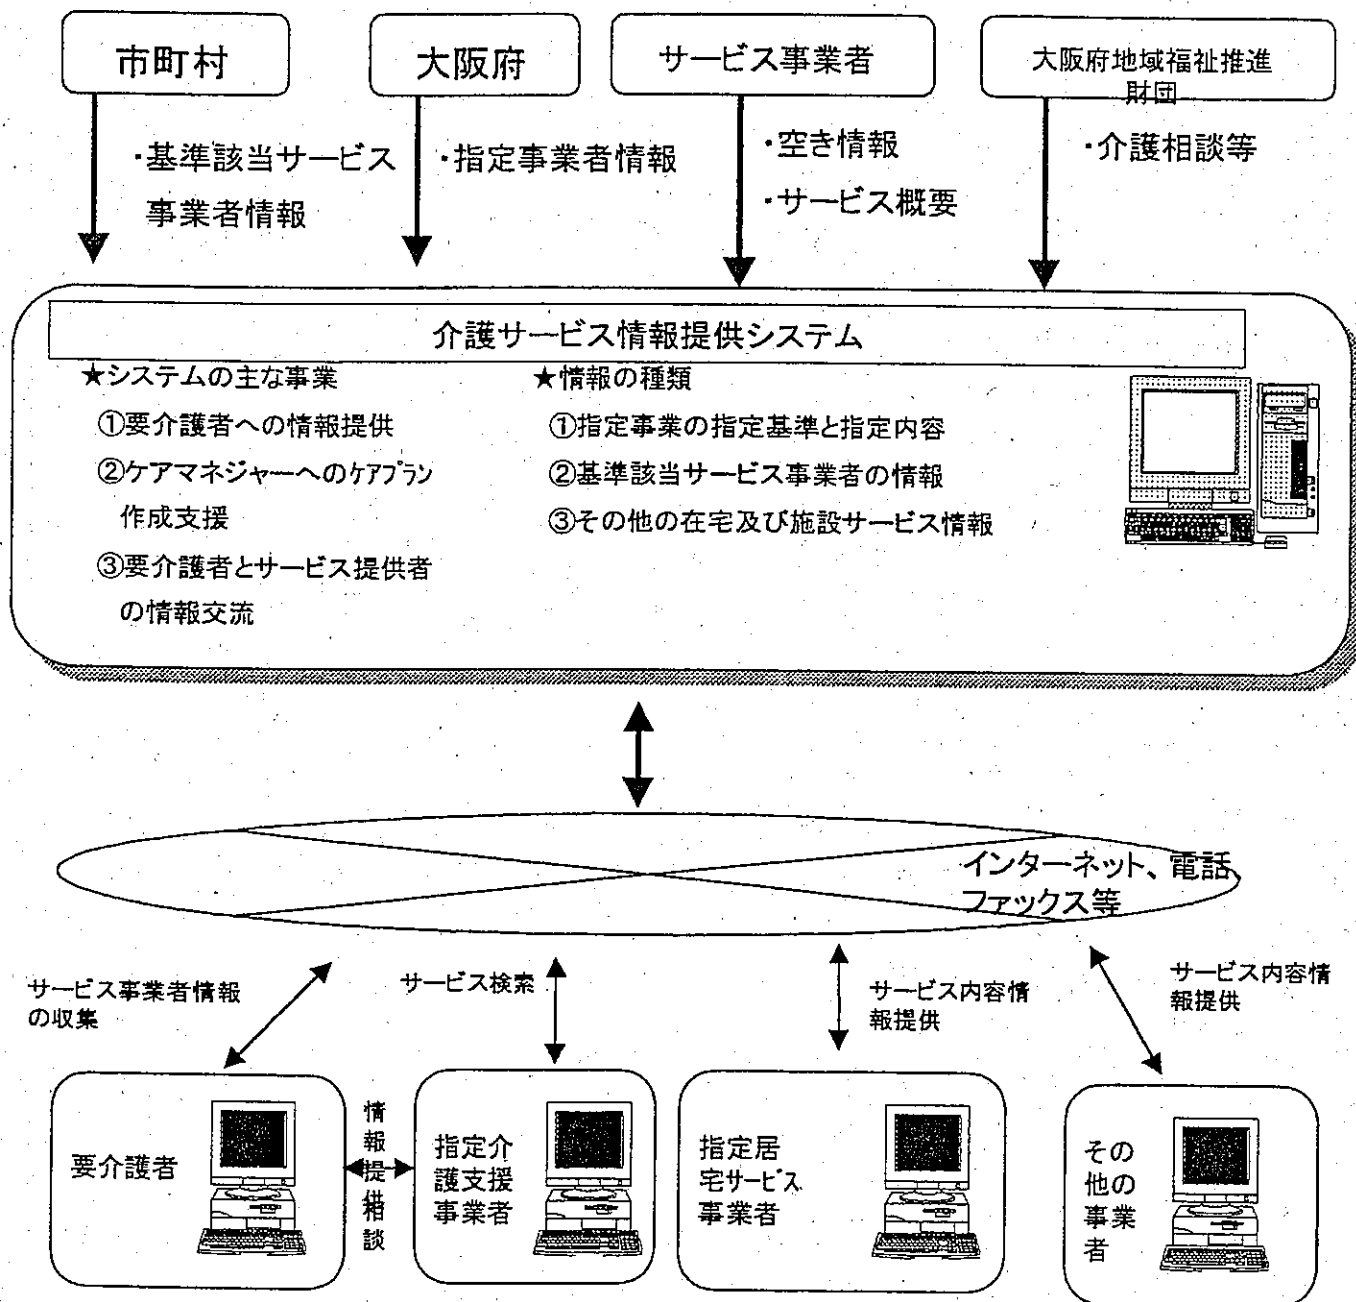 市町村
大阪府
サービス事業者
大阪府地域福祉推進
財団
・基準該当サービス
事業者情報
・指定事業者情報
・空き情報
・サービス概要
・介護相談等
介護サービス情報提供システム
★システムの主な事業
①要介護者への情報提供
②ケアマネジャーへのケアプラン
作成支援
③要介護者とサービス提供者
の情報交流
★情報の種類
①指定事業の指定基準と指定内容
②基準該当サービス事業者の情報
③その他の在宅及び施設サービス情報
インターネット、電話、
ファックス等
サービス事業者情報
の収集
サービス検索
サービス内容情
報提供
サービス内容情
報提供
要介護者
情報提供
相談
指定介
護支援
事業者
指定居
宅サービス
事業者
その
他の
事業
者